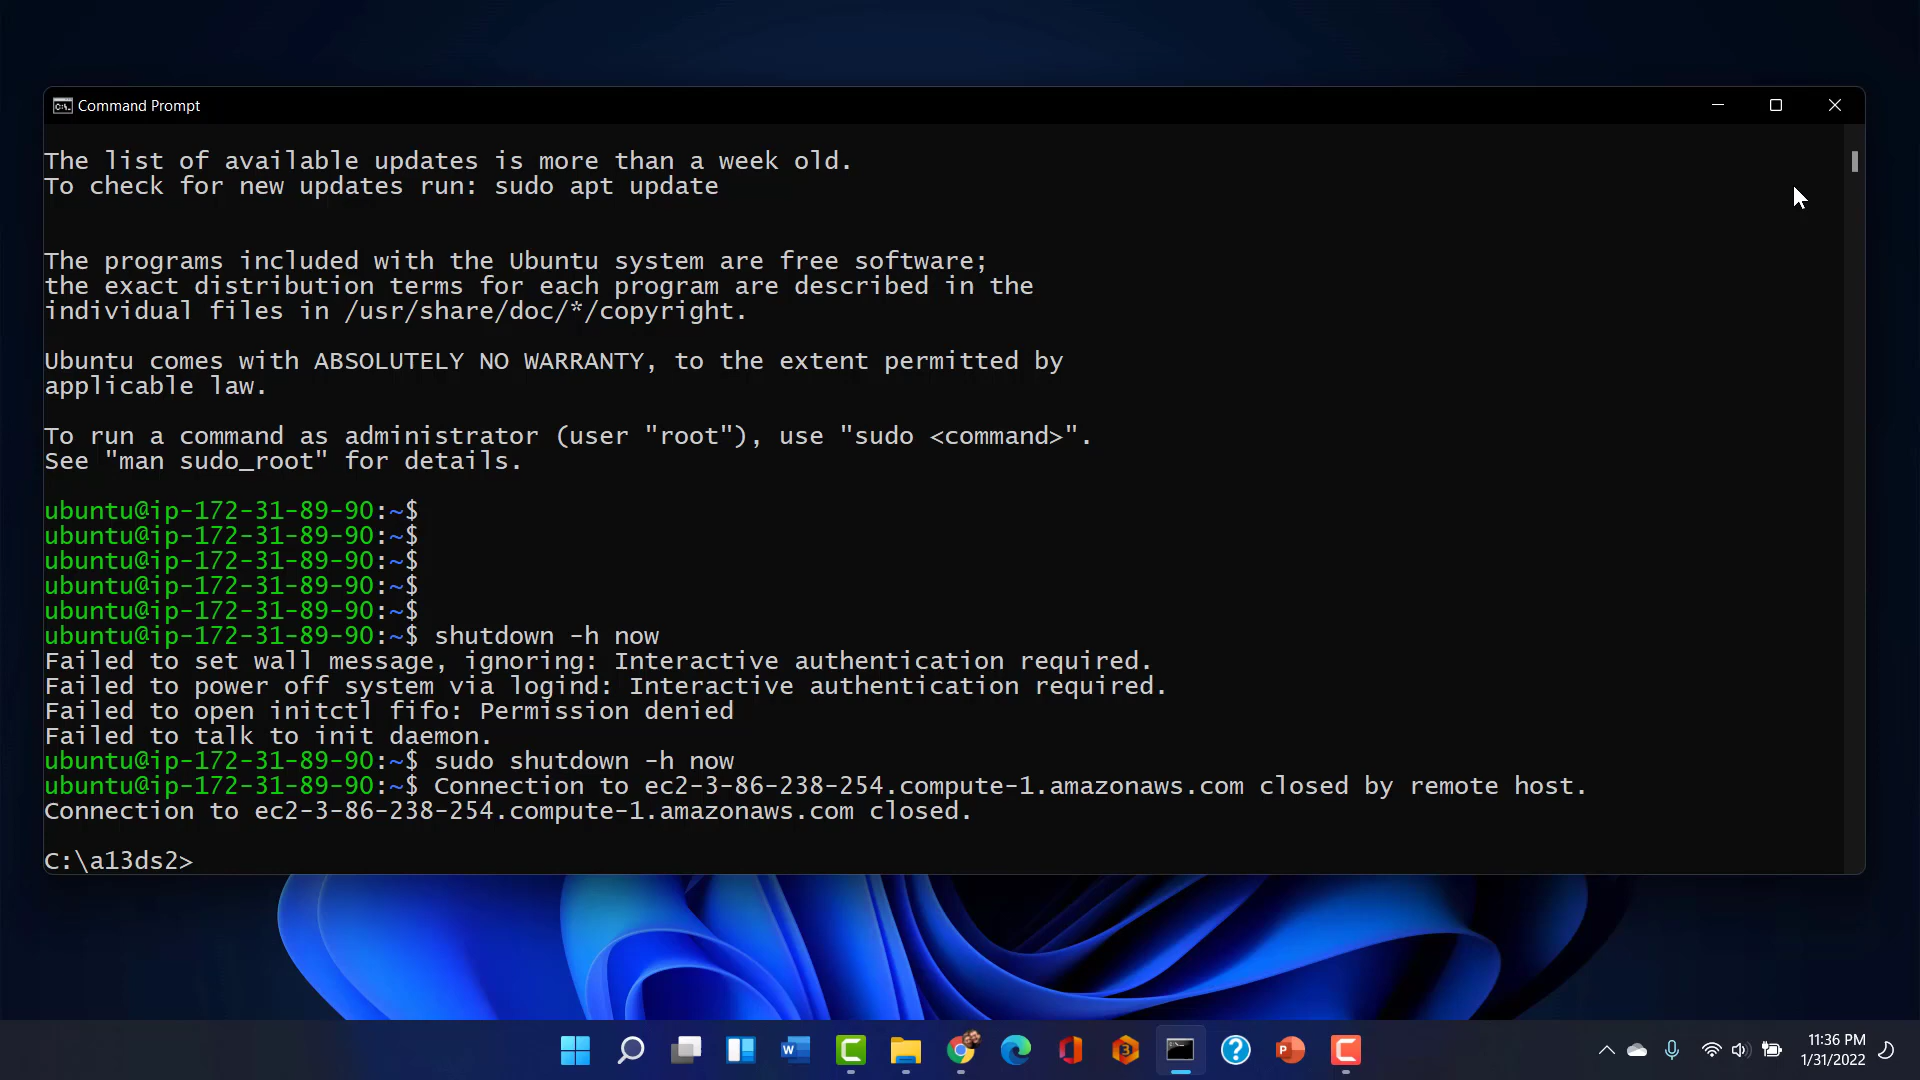 Command Prompt
The list of available updates is more than a week old.
To check for new updates run: sudo apt update
The programs included with the Ubuntu system are free software;
the exact distribution terms for each program are described in the
individual files in /usr/share/doc/*/copyright.
Ubuntu comes with ABSOLUTELY NO WARRANTY, to the extent permitted by
applicable law.
To run a command as administrator (user "root"), use "sudo <command>".
See "man sudo_root" for details.
ubuntu@ip-172-31-89-90:~$
ubuntu@ip-172-31-89-90:~$
ubuntu@ip-172-31-89-90:~$
ubuntu@ip-172-31-89-90:~$
ubuntu@ip-172-31-89-90:~$
ubuntu@ip-172-31-89-90:~$ shutdown -h now
Failed to set wall message, ignoring: Interactive authentication required.
Failed to power off system via logind: Interactive authentication required.
Failed to open initctl fifo: Permission denied
Failed to talk to init daemon.
ubuntu@ip-172-31-89-90:~$ sudo shutdown -h now
ubuntu@ip-172-31-89-90:~$ Connection to ec2-3-86-238-254.compute-1.amazonaws.com closed by remote host.
Connection to ec2-3-86-238-254.compute-1.amazonaws.com closed.
C:\a13ds2>
11:36 PM
1/31/2022